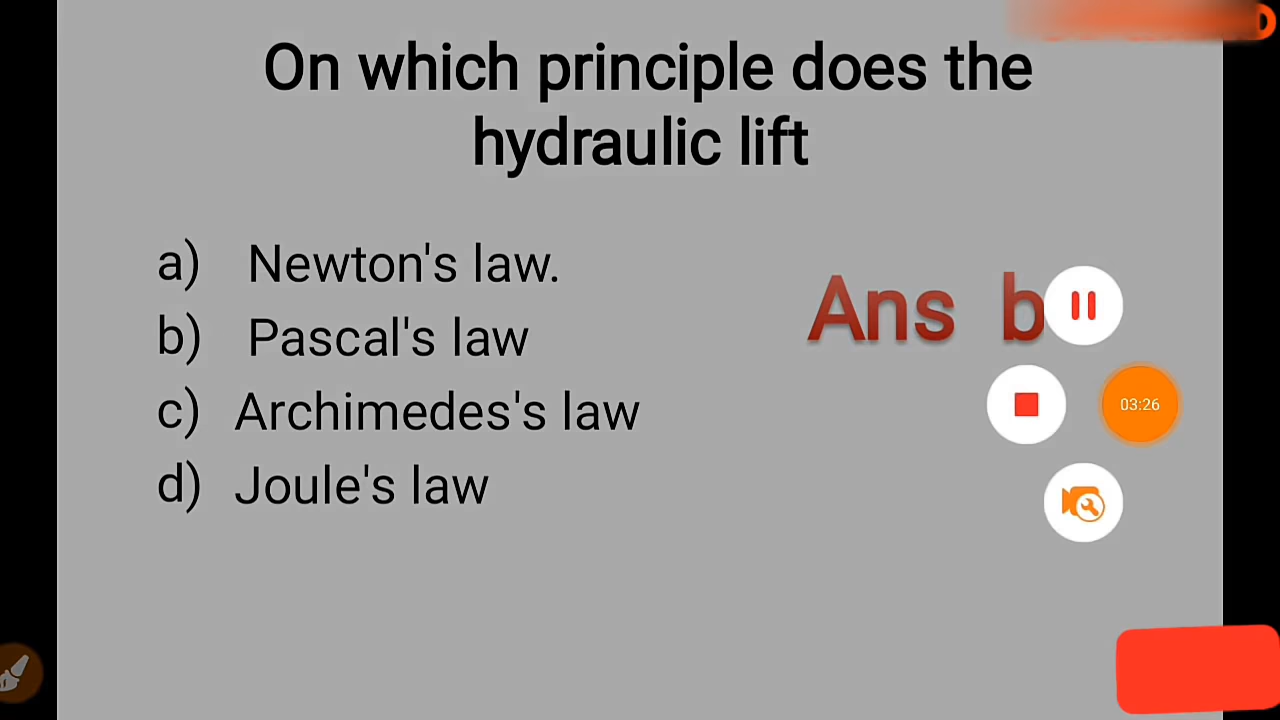 On which principle does the
hydraulic lift
a) Newton's law.
b) Pascal's law
c) Archimedes's law
d) Joule's law
Ans b
03:26